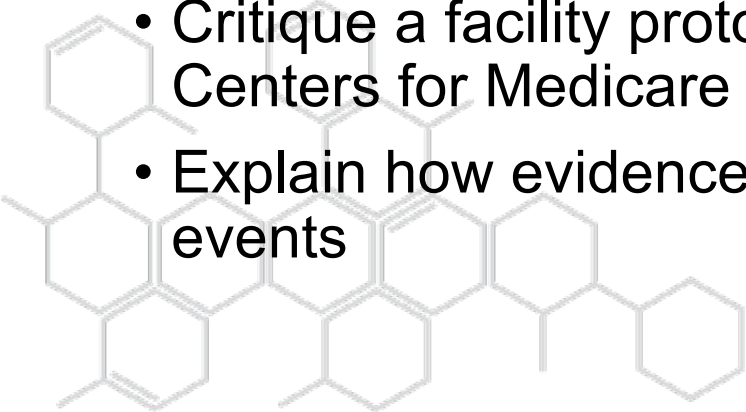 • Critique a facility proto
Centers for Medicare
• Explain how evidence
events